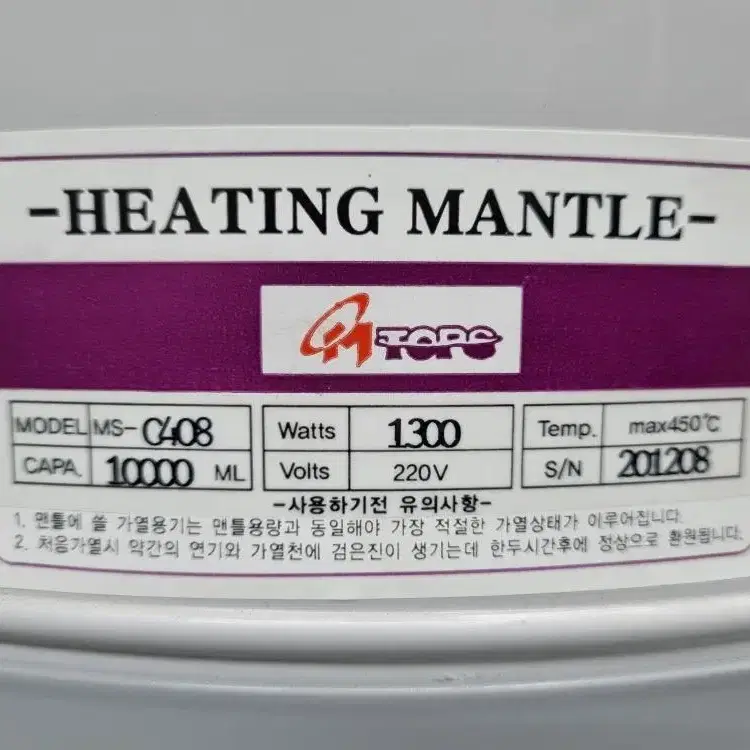 -HEATING MANTLE-
M TOPS
MODEL MS- C408
CAPA. 10000 ML
Watts 1.300
Volts 220V
Temp. max450℃
S/N 201208
-사용하기전 유의사항-
1. 맨틀에 쓸 가열용기는 맨틀용량과 동일해야 가장 적절한 가열상태가 이루어집니다.
2. 처음가열시 약간의 연기와 가열천에 검은진이 생기는데 한두시간후에 정상으로 환원됩니다.